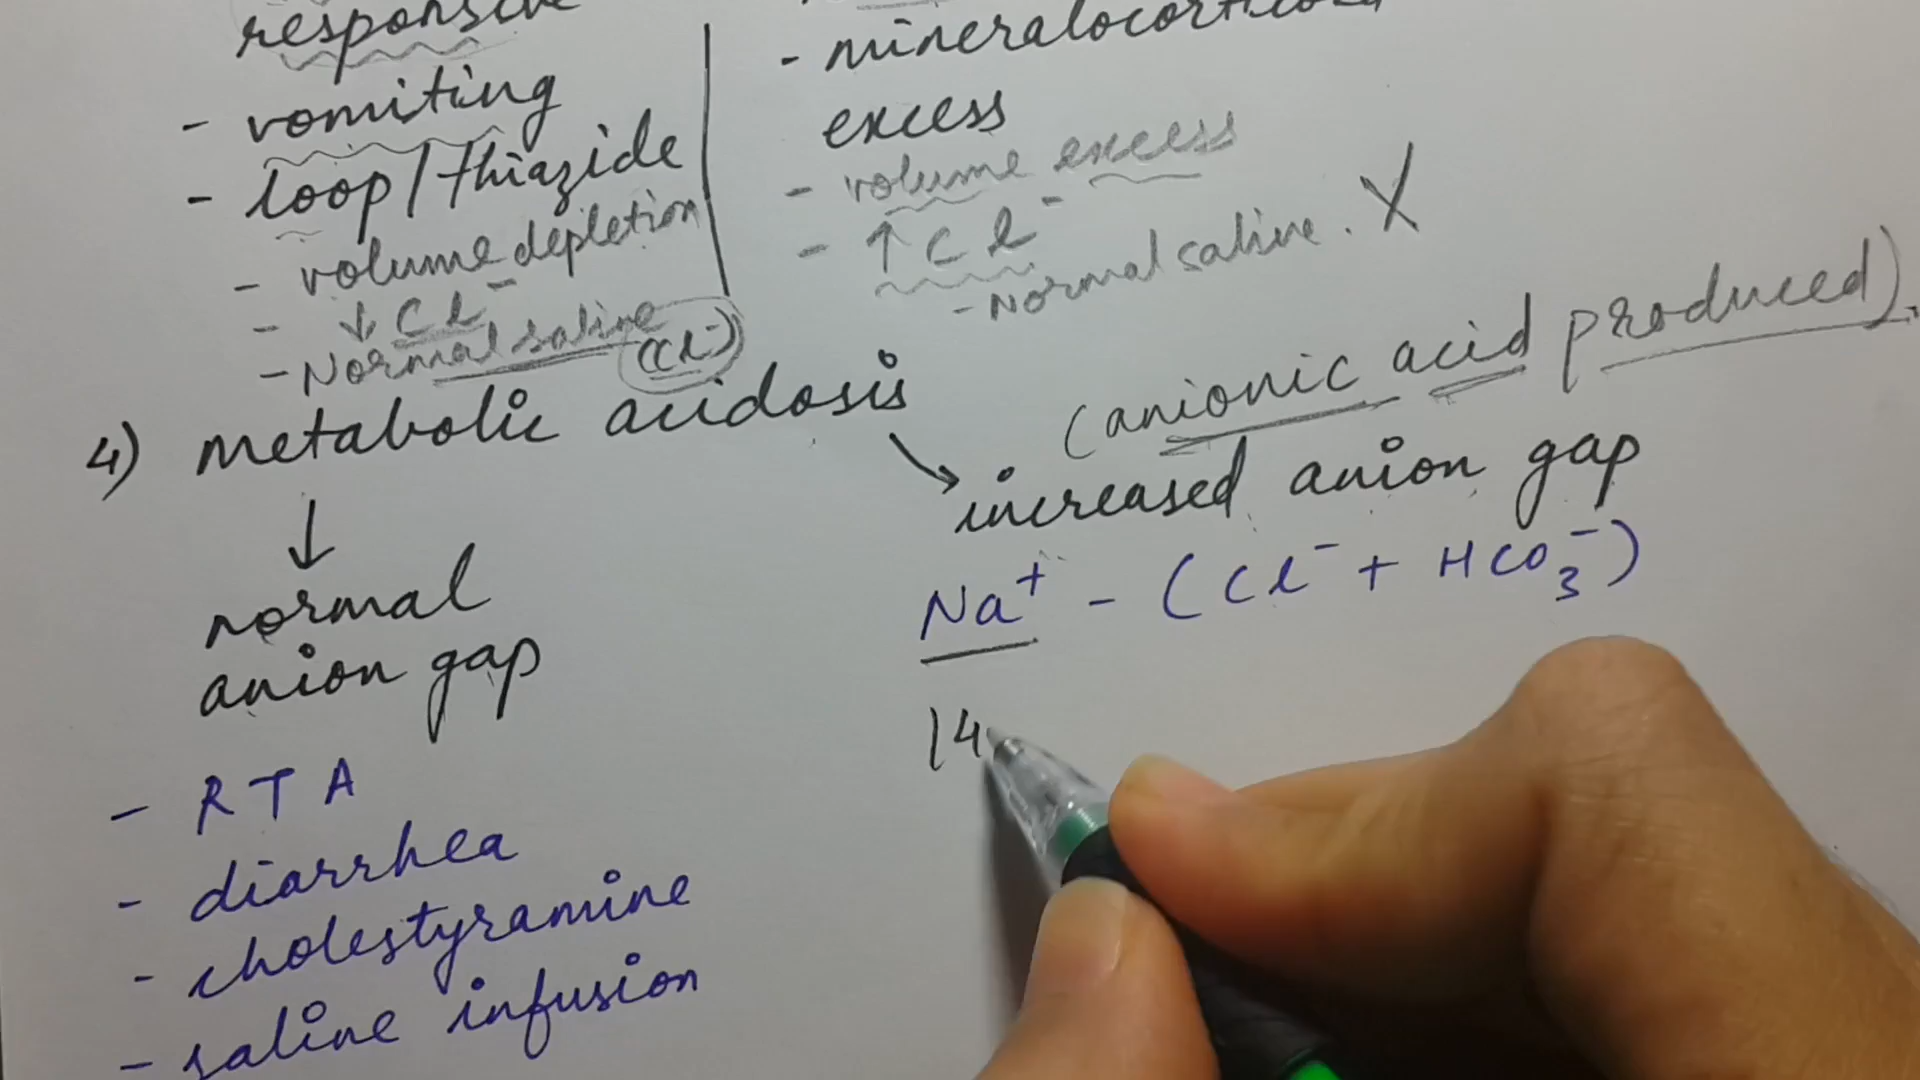 responsive
- vomiting
- loop/thiazide
- volume depletion
- ↓ Cl⁻
- Normal saline (Cl⁻)
- mineralocorticoid
excess
- volume excess
- ↑ Cl⁻
- Normal saline. X
4) metabolic acidosis
↓
normal
anion gap
- RTA
- diarrhea
- cholestyramine
- saline infusion
(anionic acid produced).
increased anion gap
Na⁺ - (Cl⁻ + HCO₃⁻)
14